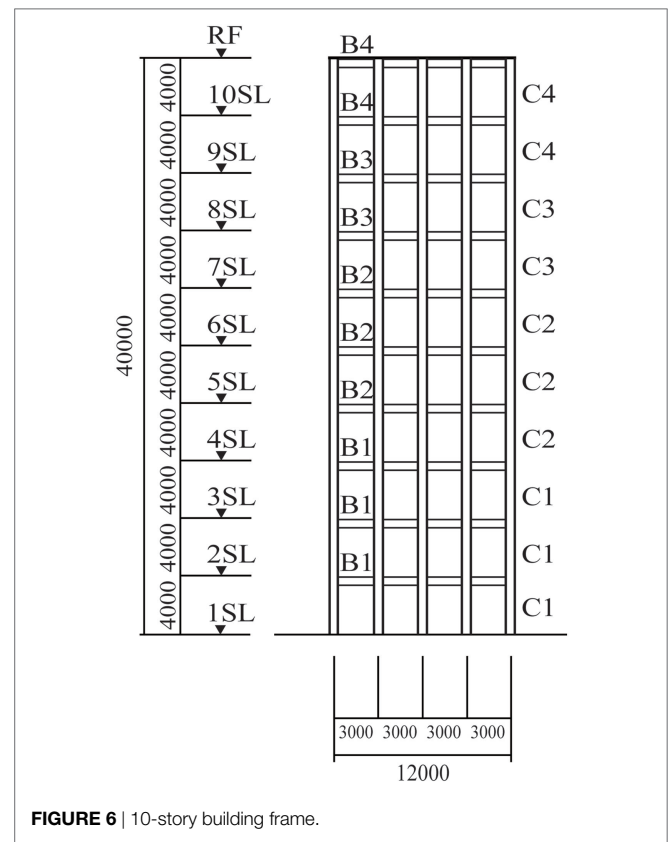 RF
B4
4000
10SL
B4
C4
4000
9SL
B3
C4
4000
8SL
B3
C3
4000
7SL
B2
C3
4000
6SL
B2
C2
40000
4000
5SL
B2
C2
4000
4SL
B1
C2
4000
3SL
B1
C1
4000
2SL
B1
C1
4000
1SL
C1
3000 3000 3000 3000
12000
FIGURE 6 | 10-story building frame.